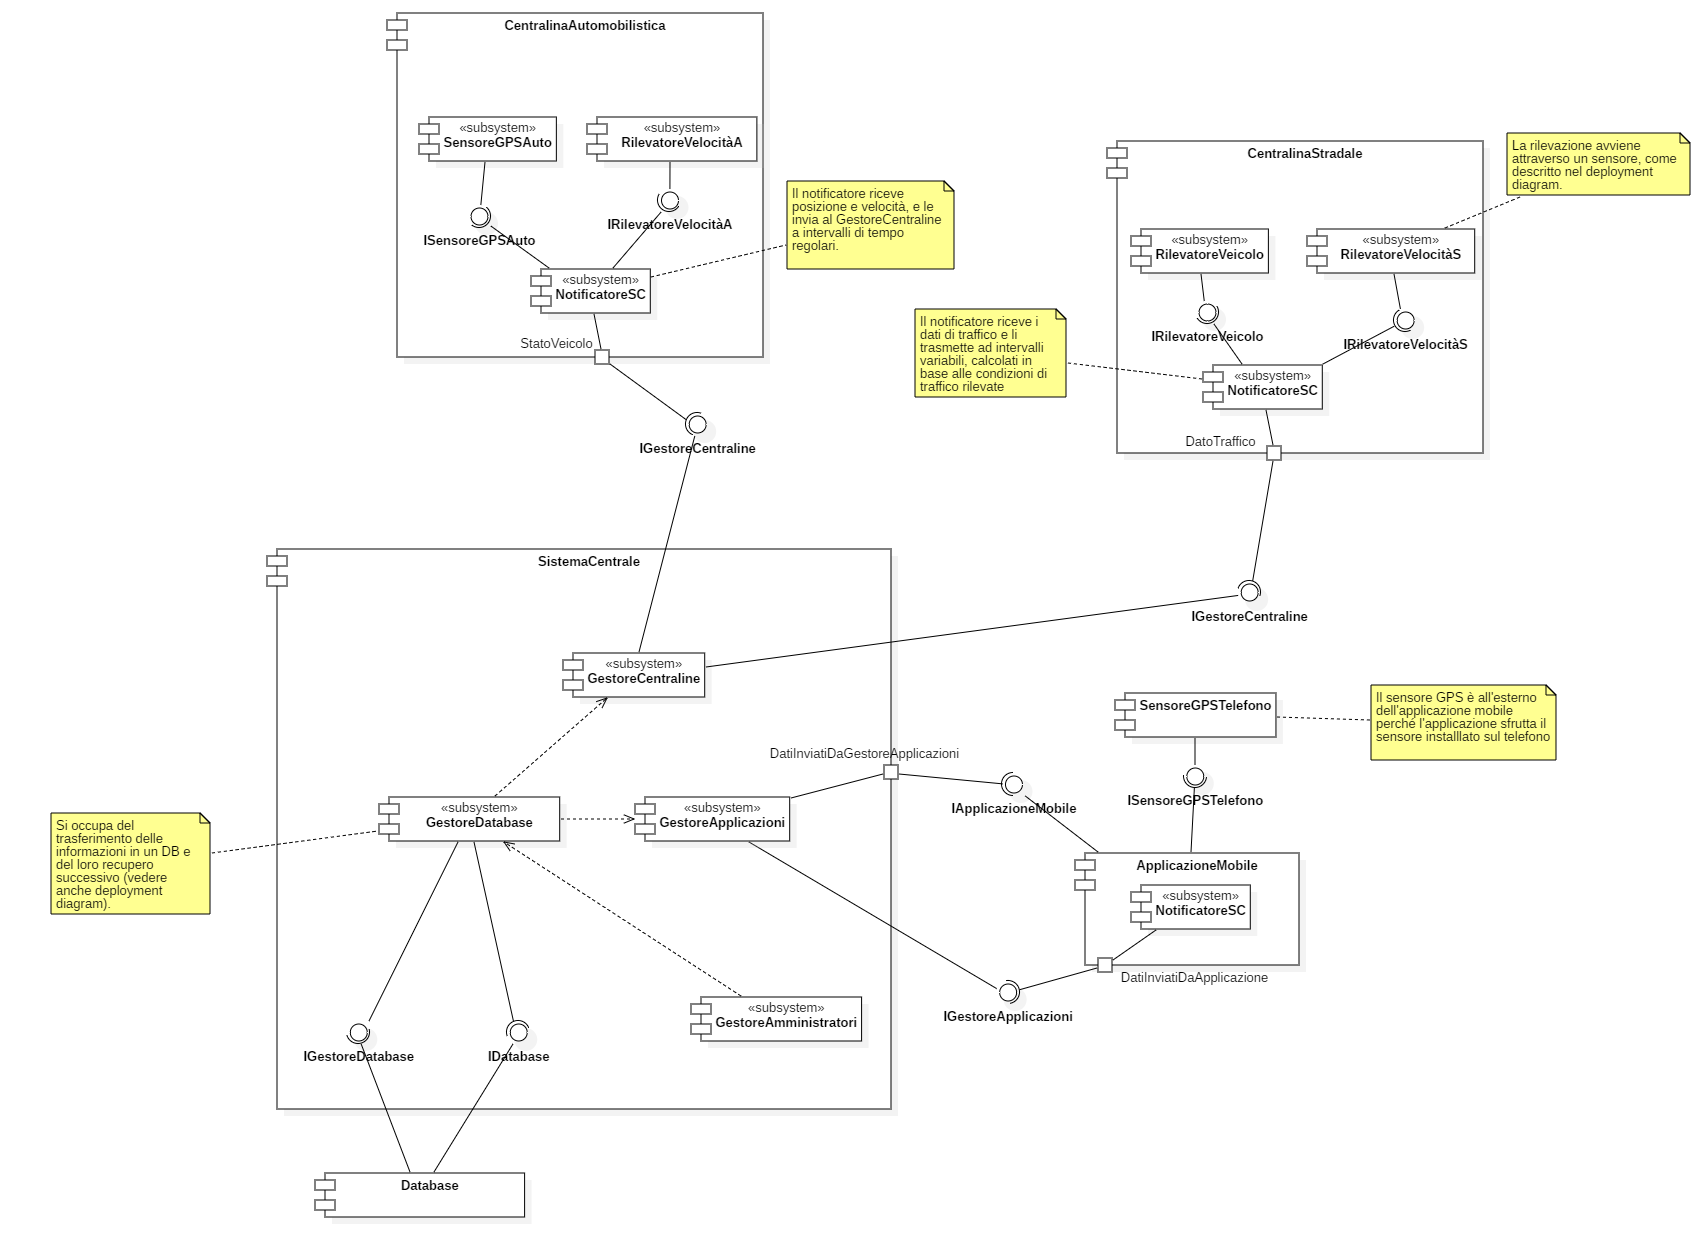 CentralinaAutomobilistica
«subsystem»
SensoreGPSAuto
«subsystem»
RilevatoreVelocitàA
ISensoreGPSAuto
IRilevatoreVelocitàA
«subsystem»
NotificatoreSC
StatoVeicolo
Il notificatore riceve
posizione e velocità, e le
invia al GestoreCentraline
a intervalli di tempo
regolari.
IGestoreCentraline
CentralinaStradale
La rilevazione avviene
attraverso un sensore, come
descritto nel deployment
diagram.
«subsystem»
RilevatoreVeicolo
«subsystem»
RilevatoreVelocitàS
IRilevatoreVeicolo
IRilevatoreVelocitàS
Il notificatore riceve i
dati di traffico e li
trasmette ad intervalli
variabili, calcolati in
base alle condizioni di
traffico rilevate
«subsystem»
NotificatoreSC
DatoTraffico
IGestoreCentraline
SistemaCentrale
«subsystem»
GestoreCentraline
DatiInviatiDaGestoreApplicazioni
«subsystem»
GestoreDatabase
«subsystem»
GestoreApplicazioni
Si occupa del
trasferimento delle
informazioni in un DB e
del loro recupero
successivo (vedere
anche deployment
diagram).
«subsystem»
GestoreAmministratori
IGestoreDatabase
IDatabase
Database
SensoreGPSTelefono
Il sensore GPS è all'esterno
dell'applicazione mobile
perché l'applicazione sfrutta il
sensore installlato sul telefono
IApplicazioneMobile
ISensoreGPSTelefono
ApplicazioneMobile
«subsystem»
NotificatoreSC
DatiInviatiDaApplicazione
IGestoreApplicazioni